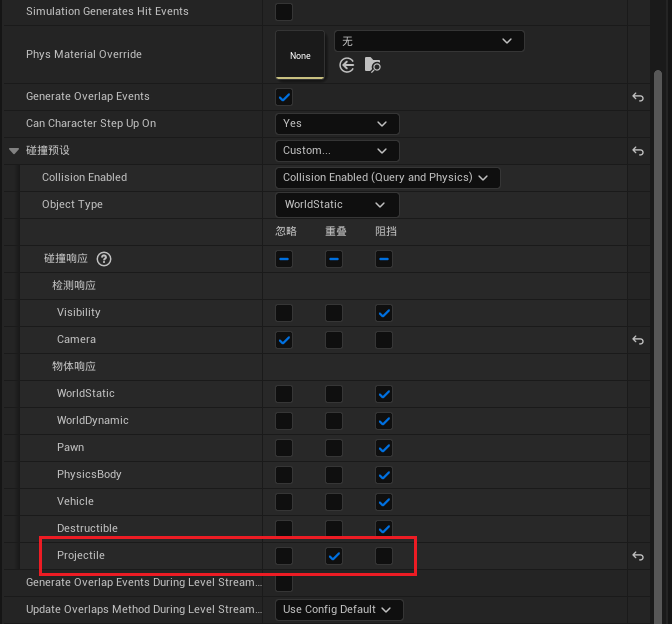 Simulation Generates Hit Events
Phys Material Override
None
无
Generate Overlap Events
Can Character Step Up On
Yes
碰撞预设
Custom...
Collision Enabled
Collision Enabled (Query and Physics)
Object Type
WorldStatic
忽略 重叠 阻挡
碰撞响应 ?
检测响应
Visibility
Camera
物体响应
WorldStatic
WorldDynamic
Pawn
PhysicsBody
Vehicle
Destructible
Projectile
Generate Overlap Events During Level Stream...
Update Overlaps Method During Level Stream...
Use Config Default